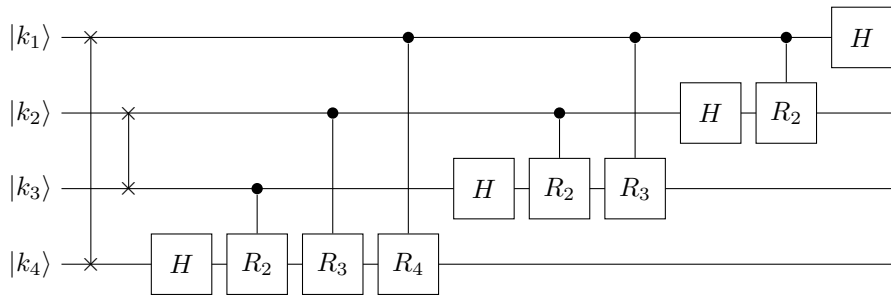 |k₁⟩ H
|k₂⟩ H R₂
|k₃⟩ H R₂ R₃
|k₄⟩ H R₂ R₃ R₄